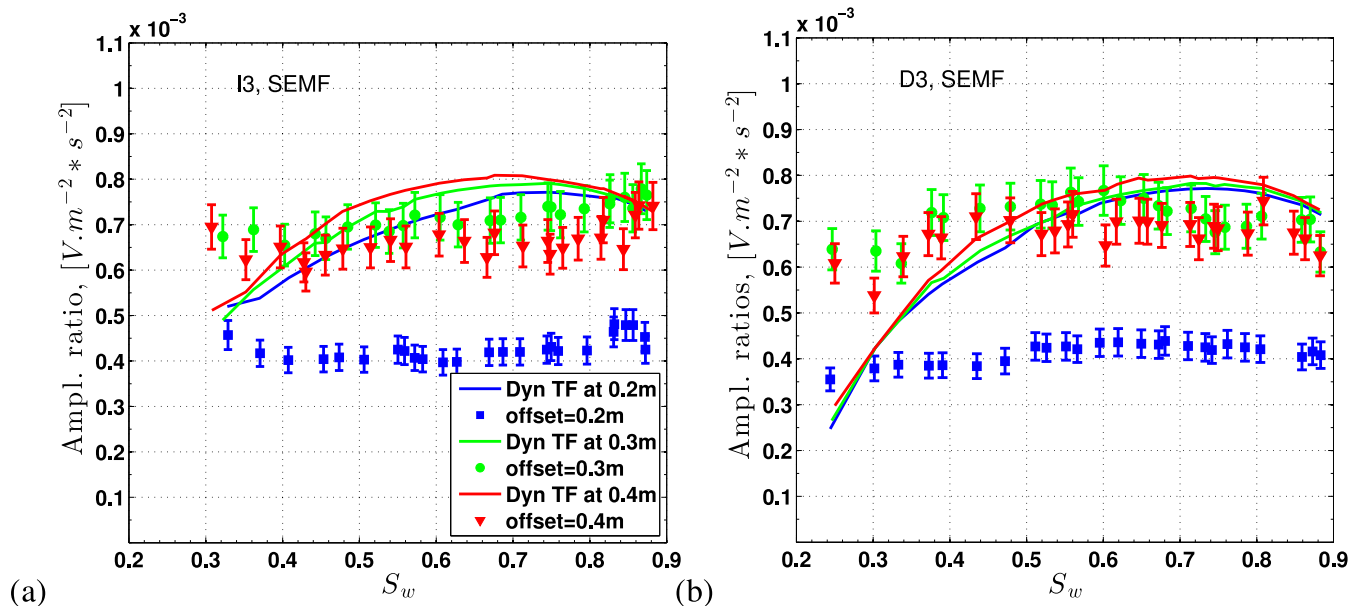 x 10⁻³
1.1
1
0.9
0.8
0.7
0.6
0.5
0.4
0.3
0.2
0.1
Ampl. ratio, [V.m⁻² * s⁻²]
I3, SEMF
Dyn TF at 0.2m
offset=0.2m
Dyn TF at 0.3m
offset=0.3m
Dyn TF at 0.4m
offset=0.4m
0.2 0.3 0.4 0.5 0.6 0.7 0.8 0.9
S_w
(a)
x 10⁻³
1.1
1
0.9
0.8
0.7
0.6
0.5
0.4
0.3
0.2
0.1
Ampl. ratios, [V.m⁻² * s⁻²]
D3, SEMF
0.2 0.3 0.4 0.5 0.6 0.7 0.8 0.9
S_w
(b)